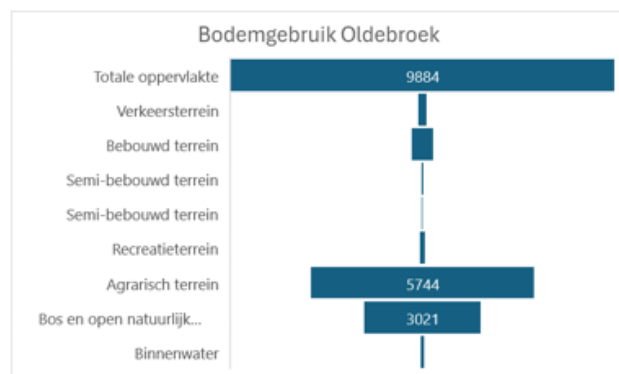 Bodemgebruik Oldebroek
Totale oppervlakte 9884
Verkeersterrein
Bebouwd terrein
Semi-bebouwd terrein
Semi-bebouwd terrein
Recreatieterrein
Agrarisch terrein 5744
Bos en open natuurlijk... 3021
Binnenwater